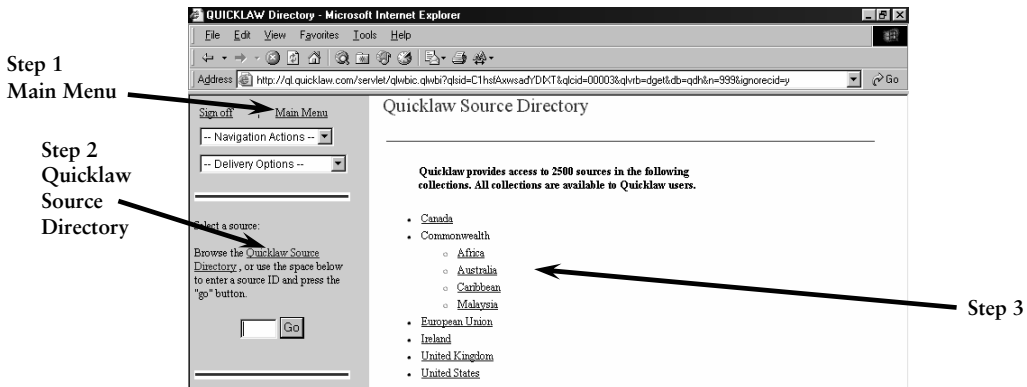 QUICKLAW Directory - Microsoft Internet Explorer
File Edit View Favorites Tools Help
Address http://ql.quicklaw.com/servlet/qlwbic.qlwbi?qlsid=C1hstAxwsadYDIXT&qlcid=00003&qlvrb=dget&db=qdh&n=999&ignorecid=y Go
Step 1
Main Menu
Sign off | Main Menu
-- Navigation Actions --
-- Delivery Options --
Step 2
Quicklaw
Source
Directory
Select a source:
Browse the Quicklaw Source
Directory , or use the space below
to enter a source ID and press the
"go" button.
Go
Quicklaw Source Directory
Quicklaw provides access to 2500 sources in the following
collections. All collections are available to Quicklaw users.
Canada
Commonwealth
Africa
Australia
Caribbean
Malaysia
European Union
Ireland
United Kingdom
United States
Step 3